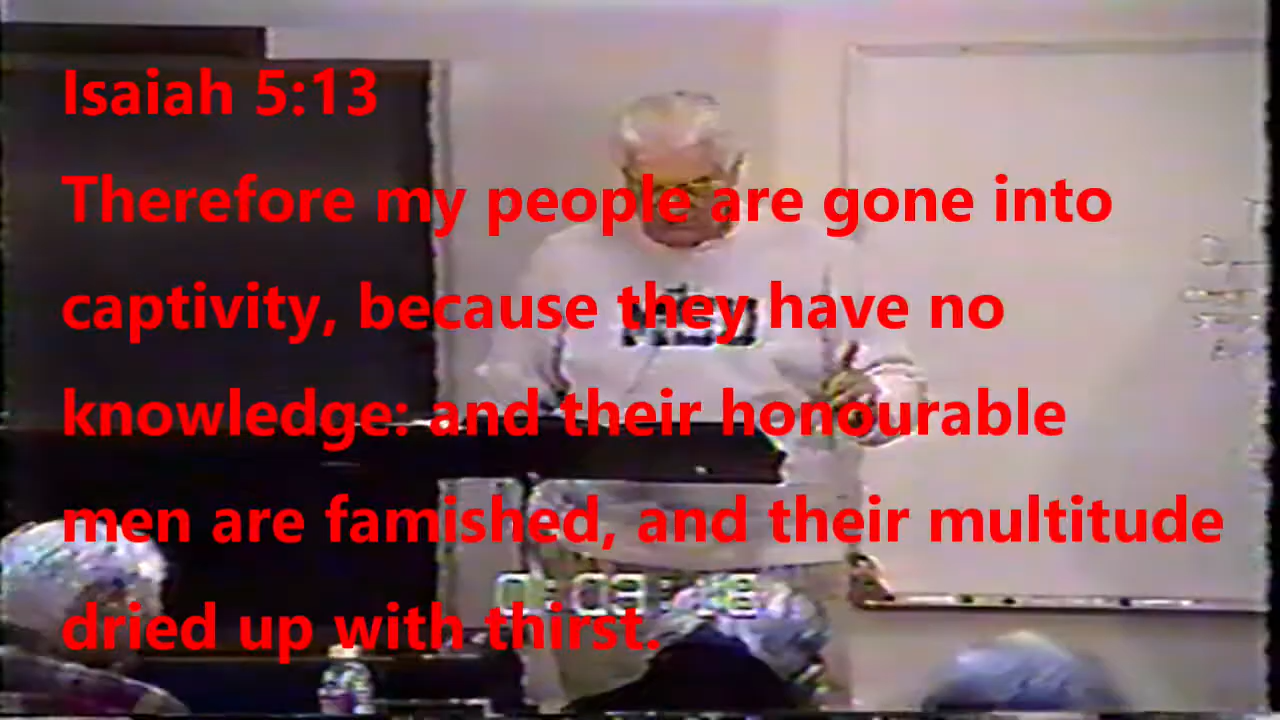 Isaiah 5:13
Therefore my people are gone into
captivity, because they have no
knowledge: and their honourable
men are famished, and their multitude
dried up with thirst.